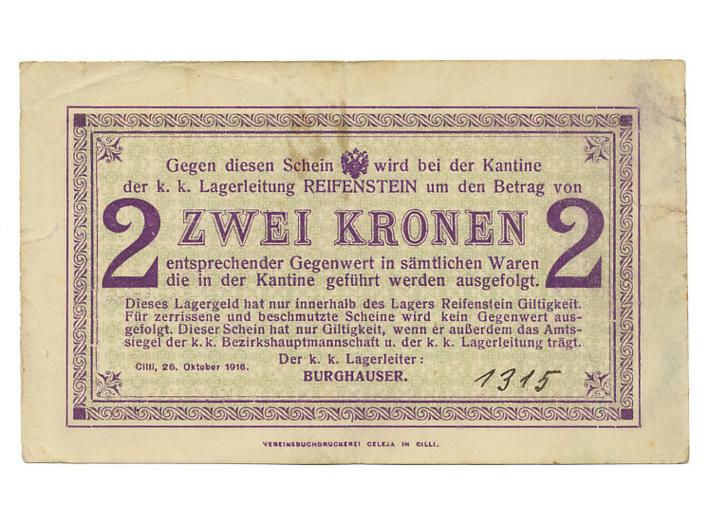 Gegen diesen Schein wird bei der Kantine
der k. k. Lagerleitung REIFENSTEIN um den Betrag von
2 ZWEI KRONEN 2
entsprechender Gegenwert in sämtlichen Waren
die in der Kantine geführt werden ausgefolgt.
Dieses Lagergeld hat nur innerhalb des Lagers Reifenstein Giltigkeit.
Für zerrissene und beschmutzte Scheine wird kein Gegenwert aus-
gefolgt. Dieser Schein hat nur Giltigkeit, wenn er außerdem das Amts-
siegel der k. k. Bezirkshauptmannschaft u. der k. k. Lagerleitung trägt.
Cilli, 26. Oktober 1916.
Der k. k. Lagerleiter:
BURGHAUSER.
1315
VEREINSBUCHDRUCKEREI CELEJA IN CILLI.